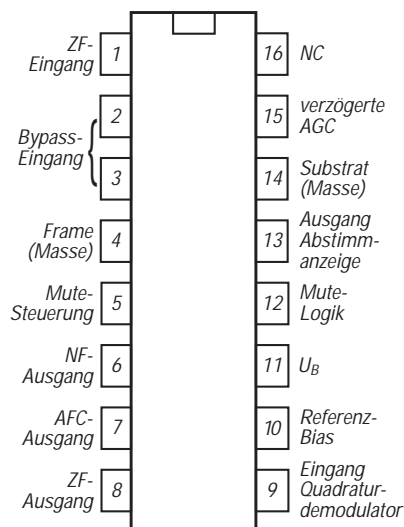 ZF-
Eingang
1
Bypass-
Eingang
2
3
Frame
(Masse)
4
Mute-
Steuerung
5
NF-
Ausgang
6
AFC-
Ausgang
7
ZF-
Ausgang
8
16
NC
15
verzögerte
AGC
14
Substrat
(Masse)
13
Ausgang
Abstimm-
anzeige
12
Mute-
Logik
11
UB
10
Referenz-
Bias
9
Eingang
Quadratur-
demodulator